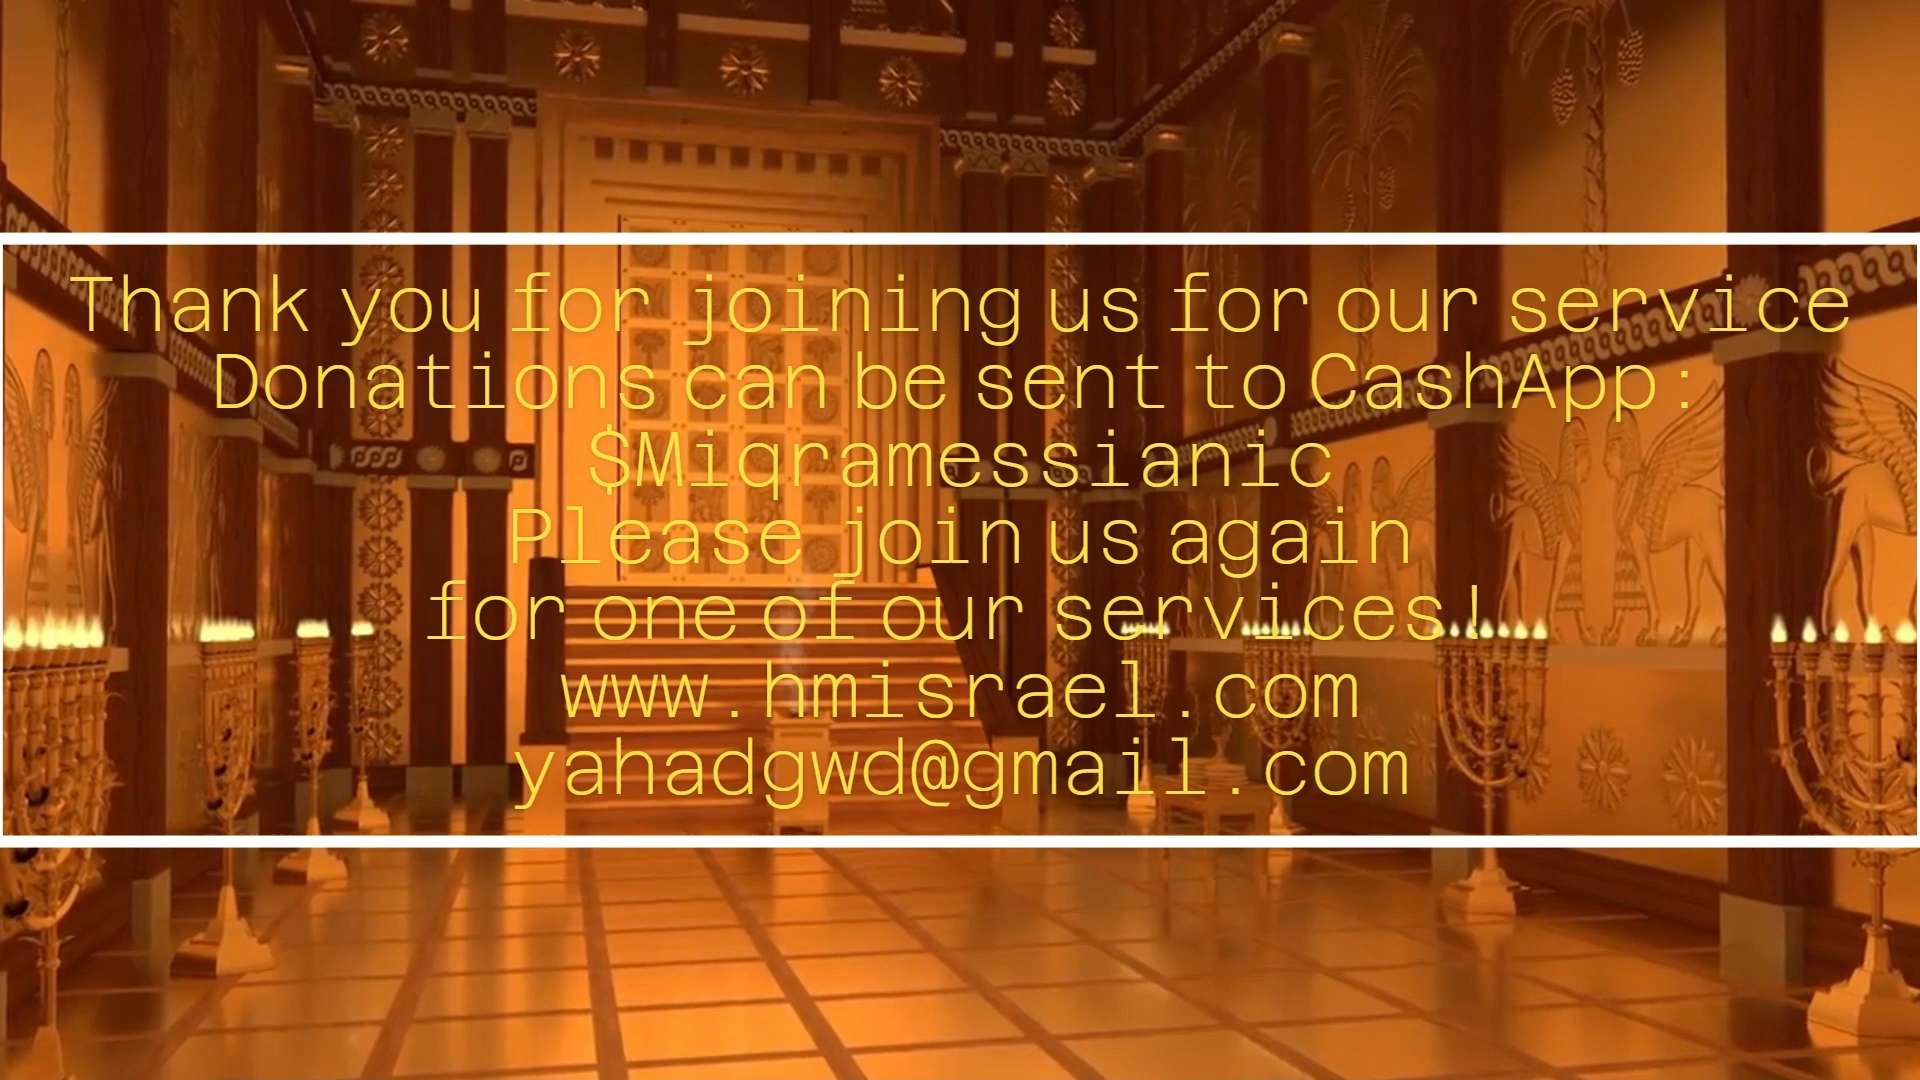 Thank you for joining us for our service
Donations can be sent to CashApp:
$Miqramessianic
Please join us again
for one of our services!
www.hmisrael.com
yahadgwd@gmail.com